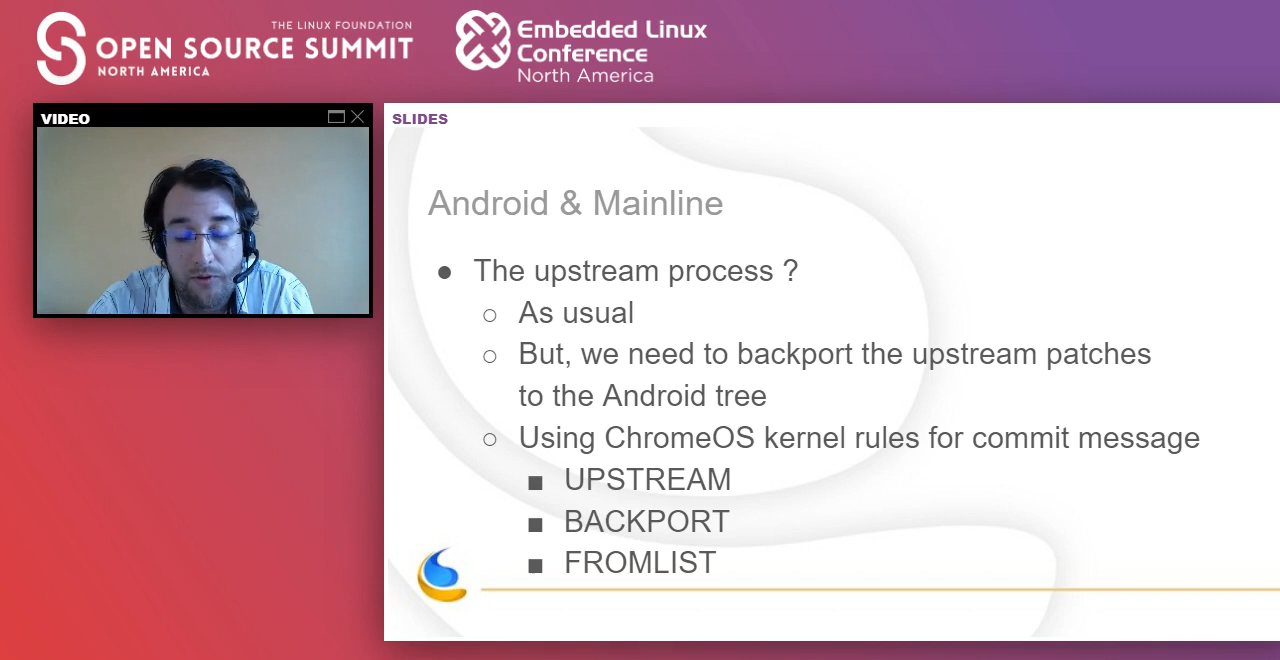 THE LINUX FOUNDATION
OPEN SOURCE SUMMIT
NORTH AMERICA
Embedded Linux
Conference
North America
VIDEO
SLIDES
Android & Mainline
● The upstream process ?
○ As usual
○ But, we need to backport the upstream patches
to the Android tree
○ Using ChromeOS kernel rules for commit message
■ UPSTREAM
■ BACKPORT
■ FROMLIST